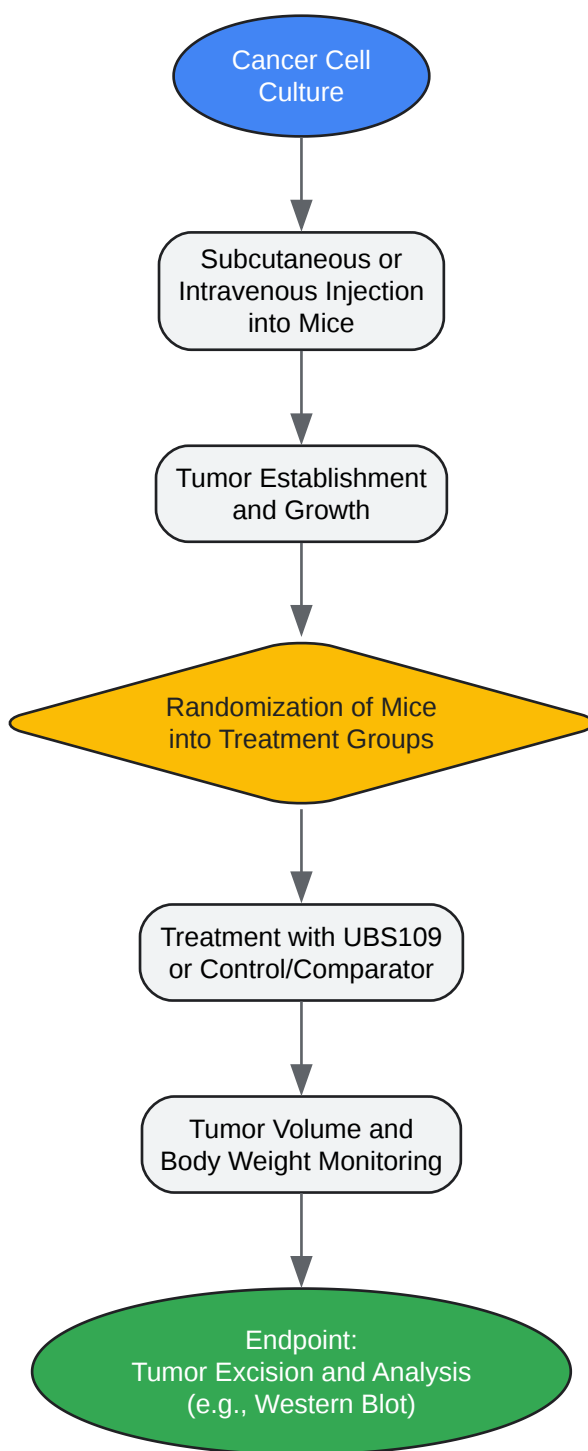 Cancer Cell
Culture
Subcutaneous or
Intravenous Injection
into Mice
Tumor Establishment
and Growth
Randomization of Mice
into Treatment Groups
Treatment with UBS109
or Control/Comparator
Tumor Volume and
Body Weight Monitoring
Endpoint:
Tumor Excision and Analysis
(e.g., Western Blot)